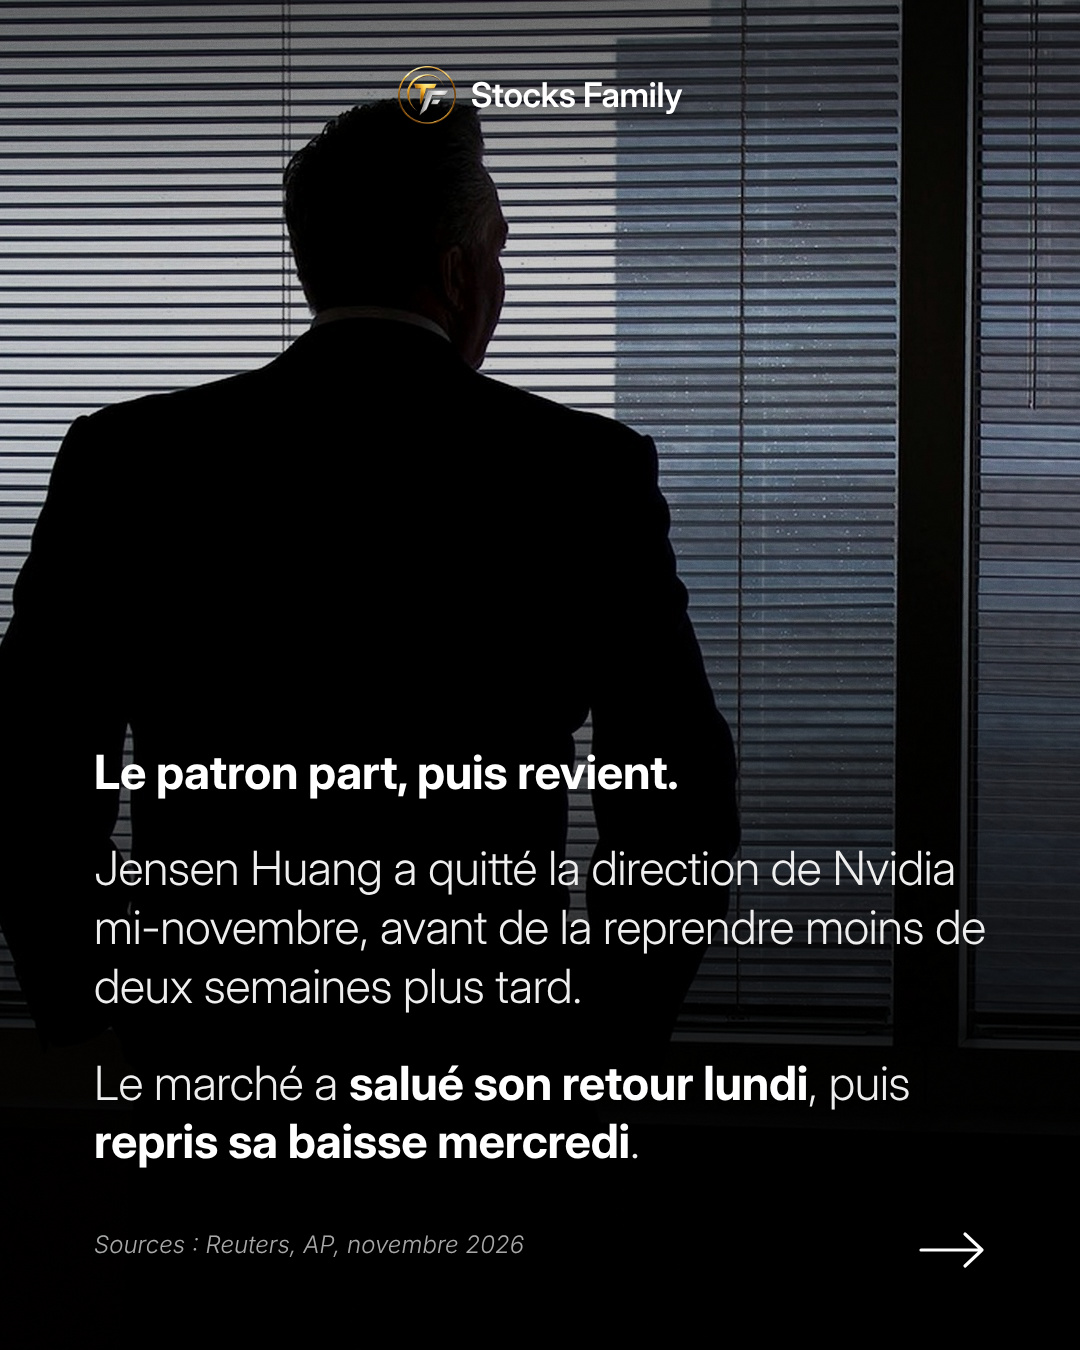 Stocks Family
Le patron part, puis revient.
Jensen Huang a quitté la direction de Nvidia
mi-novembre, avant de la reprendre moins de
deux semaines plus tard.
Le marché a salué son retour lundi, puis
repris sa baisse mercredi.
Sources : Reuters, AP, novembre 2026